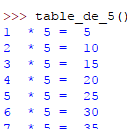 >>> table_de_5()
1  * 5 =  5
2  * 5 =  10
3  * 5 =  15
4  * 5 =  20
5  * 5 =  25
6  * 5 =  30
7  * 5 =  35